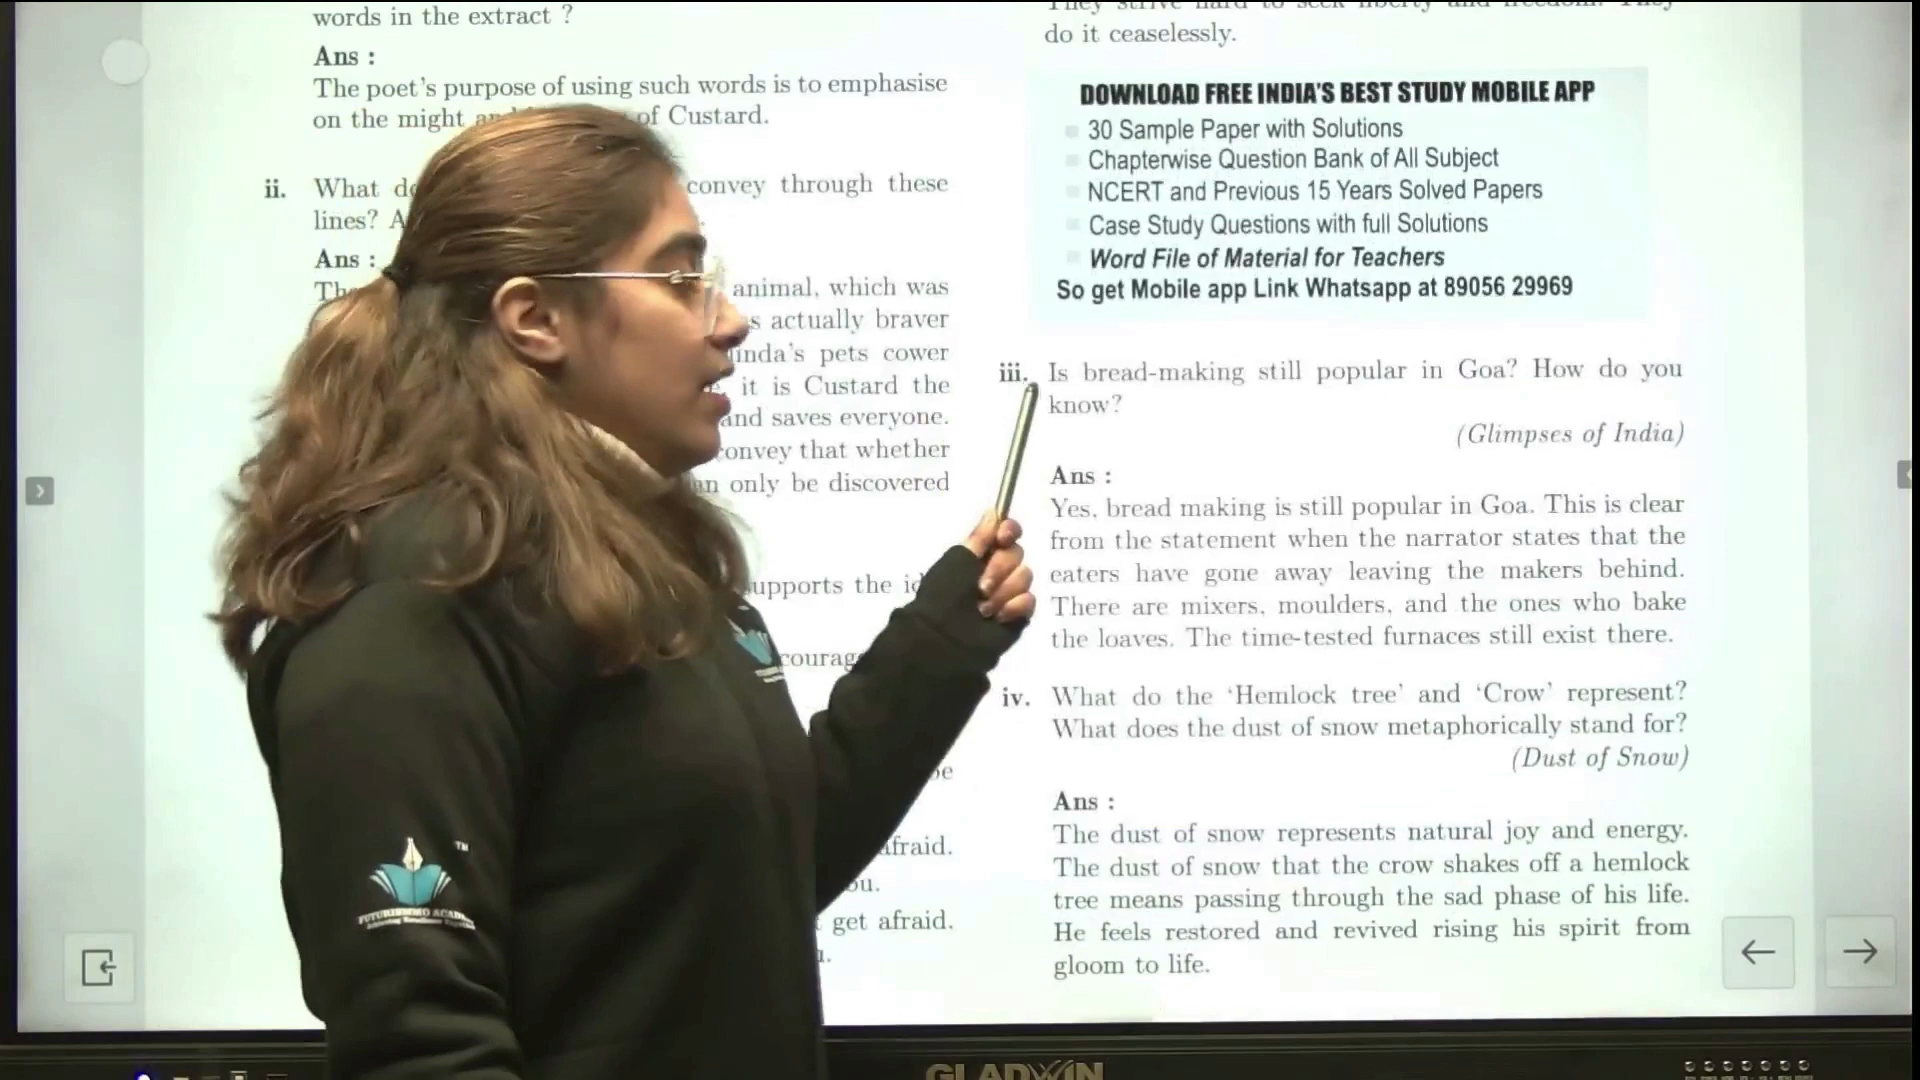 words in the extract ?
Ans :
The poet's purpose of using such words is to emphasise
on the might of Custard.
ii. What convey through these
lines?
Ans :
animal, which was
actually braver
pets cower
it is Custard the
and saves everyone.
convey that whether
only be discovered
supports the
afraid.
get afraid.
do it ceaselessly.
DOWNLOAD FREE INDIA'S BEST STUDY MOBILE APP
30 Sample Paper with Solutions
Chapterwise Question Bank of All Subject
NCERT and Previous 15 Years Solved Papers
Case Study Questions with full Solutions
Word File of Material for Teachers
So get Mobile app Link Whatsapp at 89056 29969
iii. Is bread-making still popular in Goa? How do you
know?
(Glimpses of India)
Ans :
Yes, bread making is still popular in Goa. This is clear
from the statement when the narrator states that the
eaters have gone away leaving the makers behind.
There are mixers, moulders, and the ones who bake
the loaves. The time-tested furnaces still exist there.
iv. What do the 'Hemlock tree' and 'Crow' represent?
What does the dust of snow metaphorically stand for?
(Dust of Snow)
Ans :
The dust of snow represents natural joy and energy.
The dust of snow that the crow shakes off a hemlock
tree means passing through the sad phase of his life.
He feels restored and revived rising his spirit from
gloom to life.
TM
GLADWIN